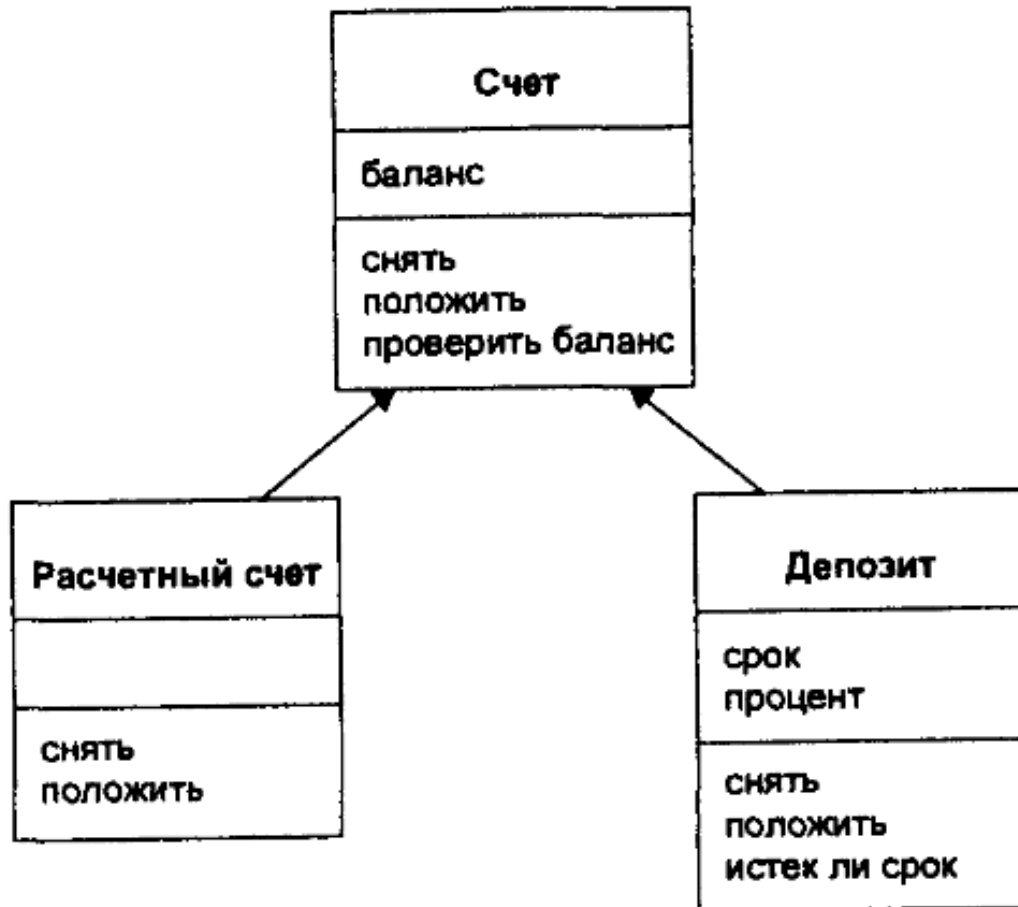 Счет
баланс
снять
положить
проверить баланс
Расчетный счет
снять
положить
Депозит
срок
процент
снять
положить
истек ли срок